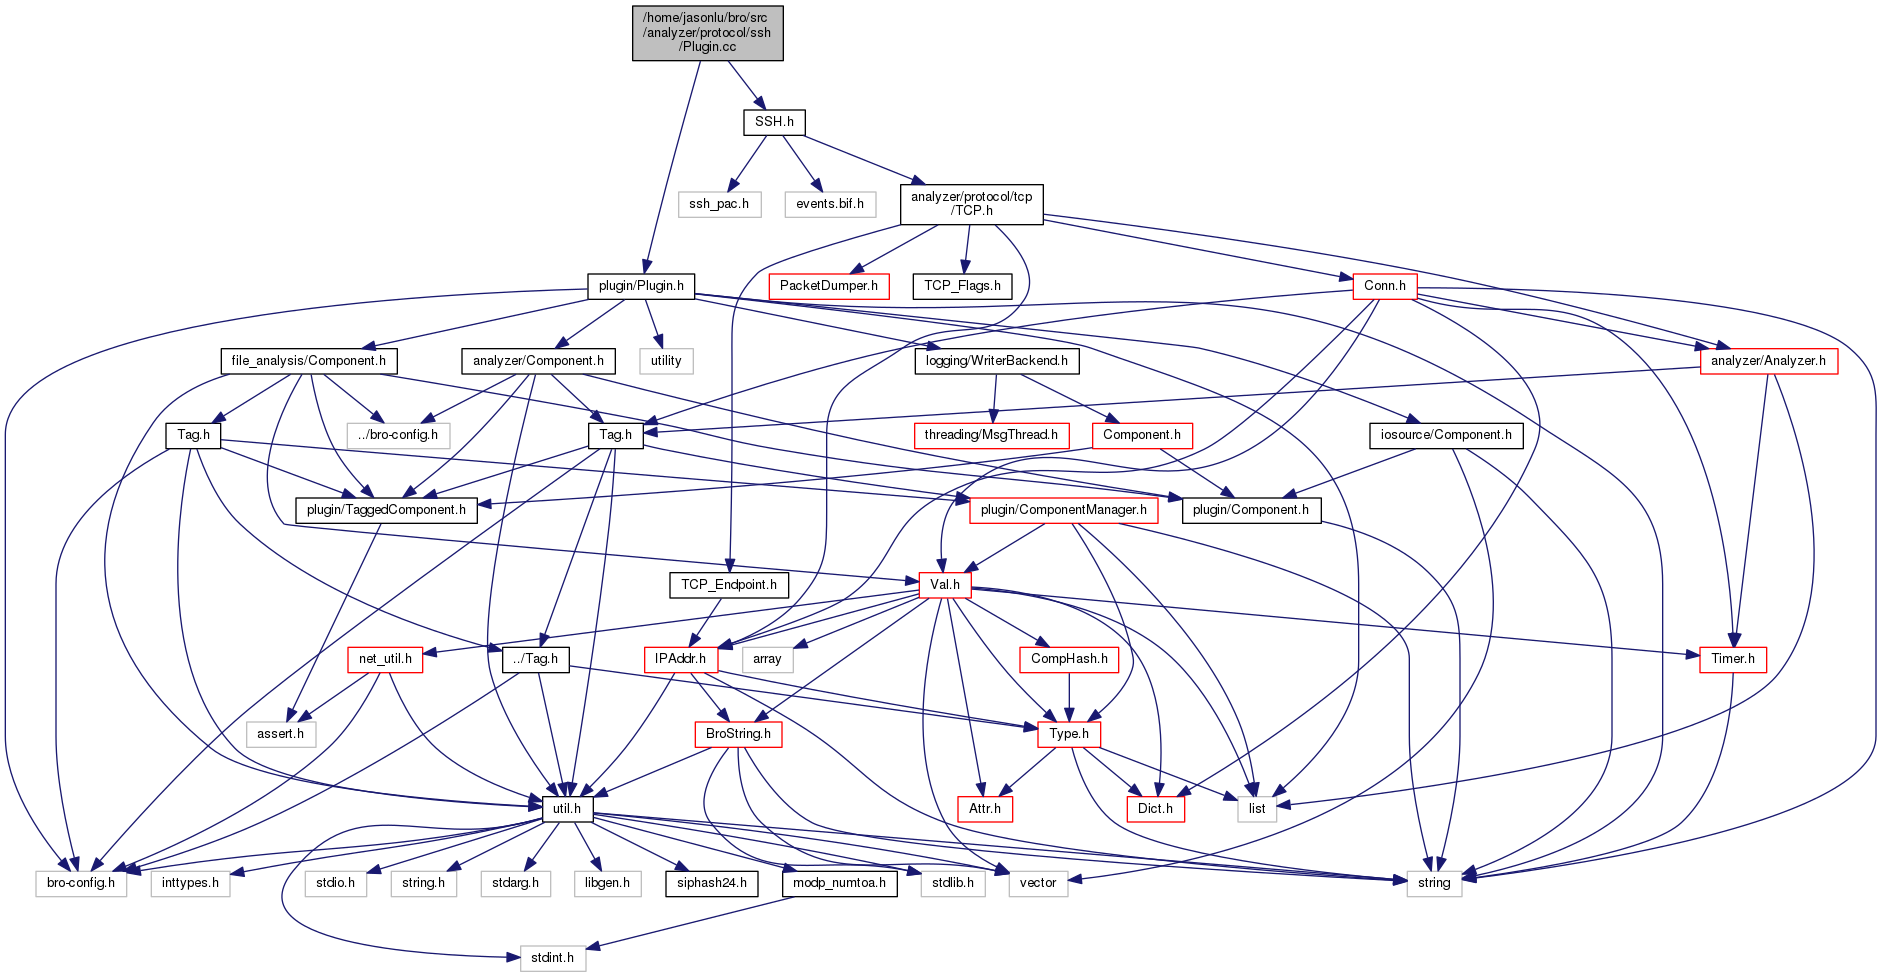 /home/jasonlu/bro/src
/analyzer/protocol/ssh
/Plugin.cc
SSH.h
ssh_pac.h
events.bif.h
analyzer/protocol/tcp
/TCP.h
plugin/Plugin.h
PacketDumper.h
TCP_Flags.h
Conn.h
file_analysis/Component.h
analyzer/Component.h
utility
logging/WriterBackend.h
analyzer/Analyzer.h
Tag.h
../bro-config.h
Tag.h
threading/MsgThread.h
Component.h
iosource/Component.h
plugin/TaggedComponent.h
plugin/ComponentManager.h
plugin/Component.h
TCP_Endpoint.h
Val.h
net_util.h
../Tag.h
IPAddr.h
array
CompHash.h
Timer.h
assert.h
BroString.h
Type.h
util.h
Attr.h
Dict.h
list
bro-config.h
inttypes.h
stdio.h
string.h
stdarg.h
libgen.h
siphash24.h
modp_numtoa.h
stdlib.h
vector
string
stdint.h